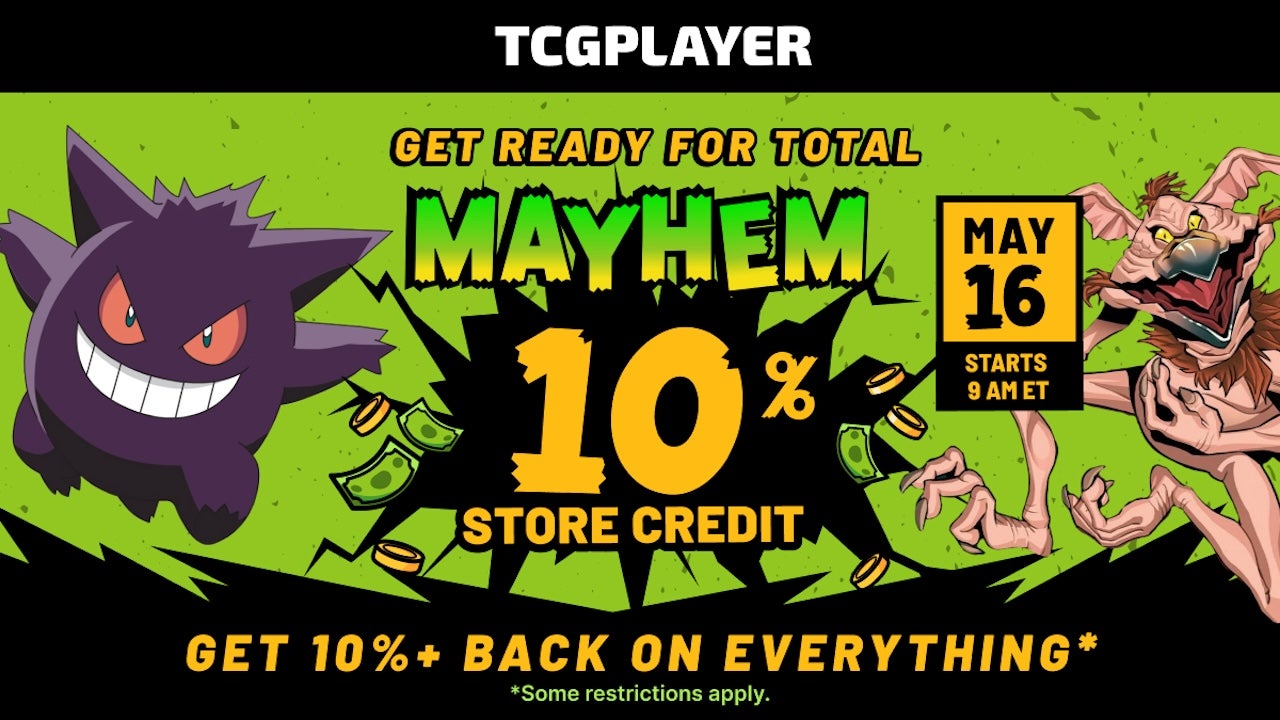 TCGPLAYER
GET READY FOR TOTAL
MAYHEM
10%
STORE CREDIT
MAY
16
STARTS
9 AM ET
GET 10%+ BACK ON EVERYTHING*
*Some restrictions apply.